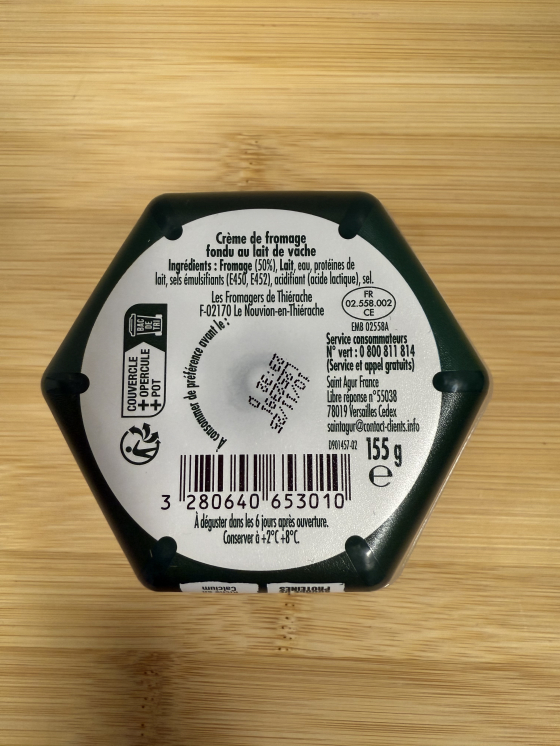 Crème de fromage
fondu au lait de vache
Ingrédients : Fromage (50%), Lait, eau, protéines de
lait, sels émulsifiants (E450, E452), acidifiant (acide lactique), sel.
Les Fromagers de Thiérache
F-02170 Le Nouvion-en-Thiérache
FR
02.558.002
CE
EMB 02558A
BAC
DE
TRI
COUVERCLE
+ OPERCULE
+ POT
À consommer de préférence avant le :
Service consommateurs
N° vert : 0 800 811 814
(Service et appel gratuits)
Saint Agur France
Libre réponse n°55038
78019 Versailles Cedex
saintagur@contact-clients.info
D901457-02
155 g
e
3 280640 653010
À déguster dans les 6 jours après ouverture.
Conserver à +2°C +8°C.
Calcium
PROTÉINES